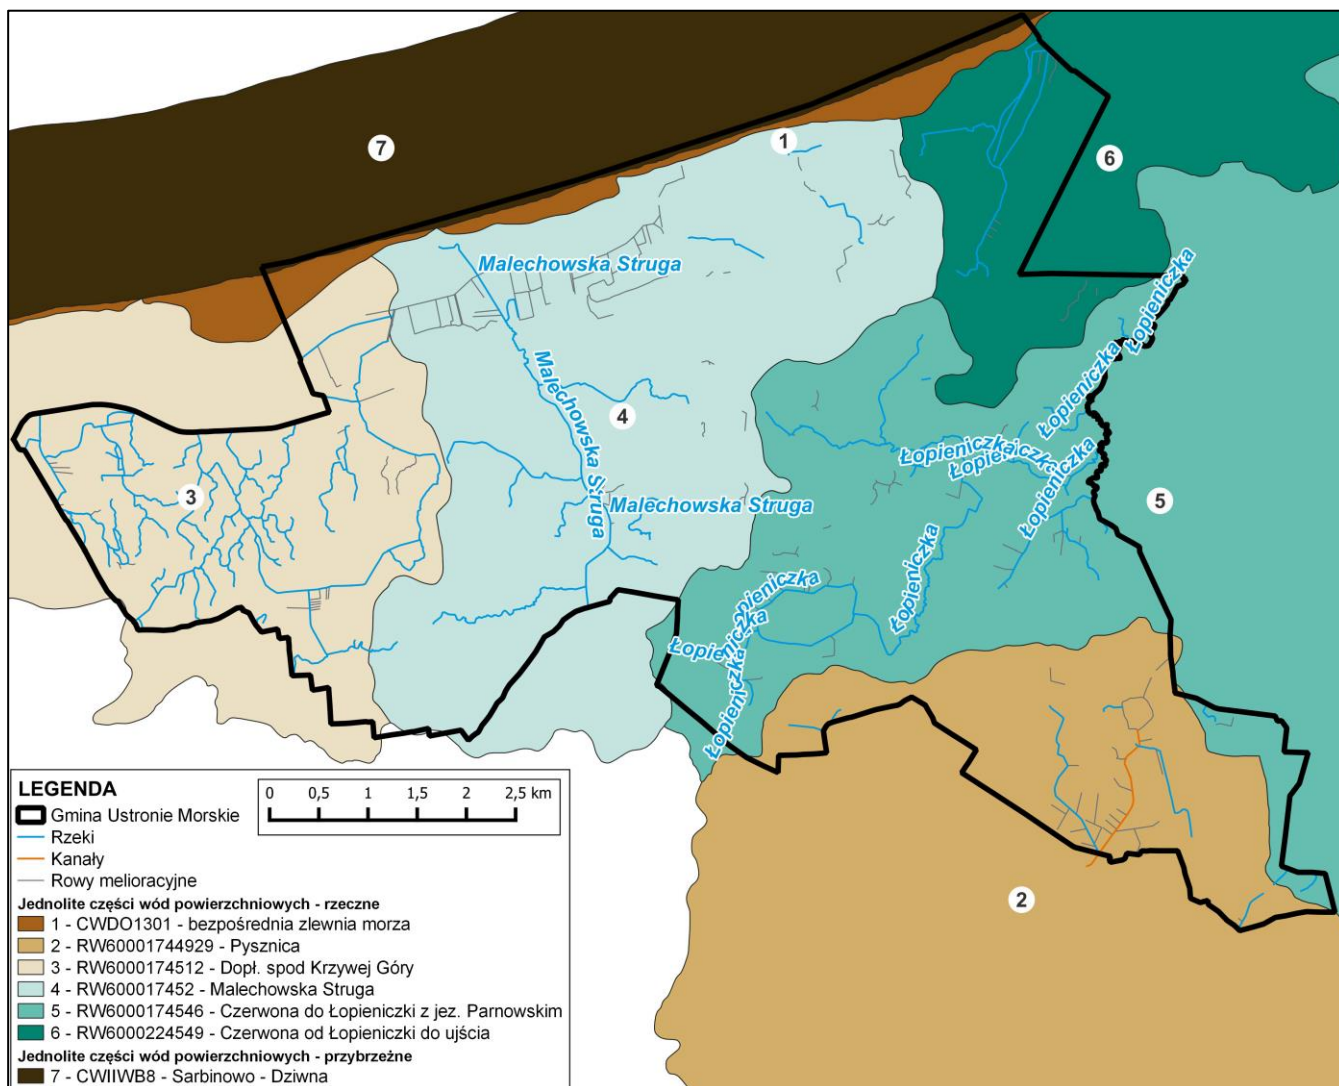 7
1
6
Malechowska Struga
Łopieniczka
Malechowska Struga
4
Łopieniczka
Łopieniczka
Łopieniczka
Łopieniczka
3
Malechowska Struga
5
Łopieniczka
pieniczka
Łopieniczka
Łopieniczka
2
LEGENDA
0 0,5 1 1,5 2 2,5 km
Gmina Ustronie Morskie
Rzeki
Kanały
Rowy melioracyjne
Jednolite części wód powierzchniowych - rzeczne
1 - CWDO1301 - bezpośrednia zlewnia morza
2 - RW60001744929 - Pysznica
3 - RW6000174512 - Dopł. spod Krzywej Góry
4 - RW600017452 - Malechowska Struga
5 - RW6000174546 - Czerwona do Łopieniczki z jez. Parnowskim
6 - RW6000224549 - Czerwona od Łopieniczki do ujścia
Jednolite części wód powierzchniowych - przybrzeżne
7 - CWIIWB8 - Sarbinowo - Dziwna